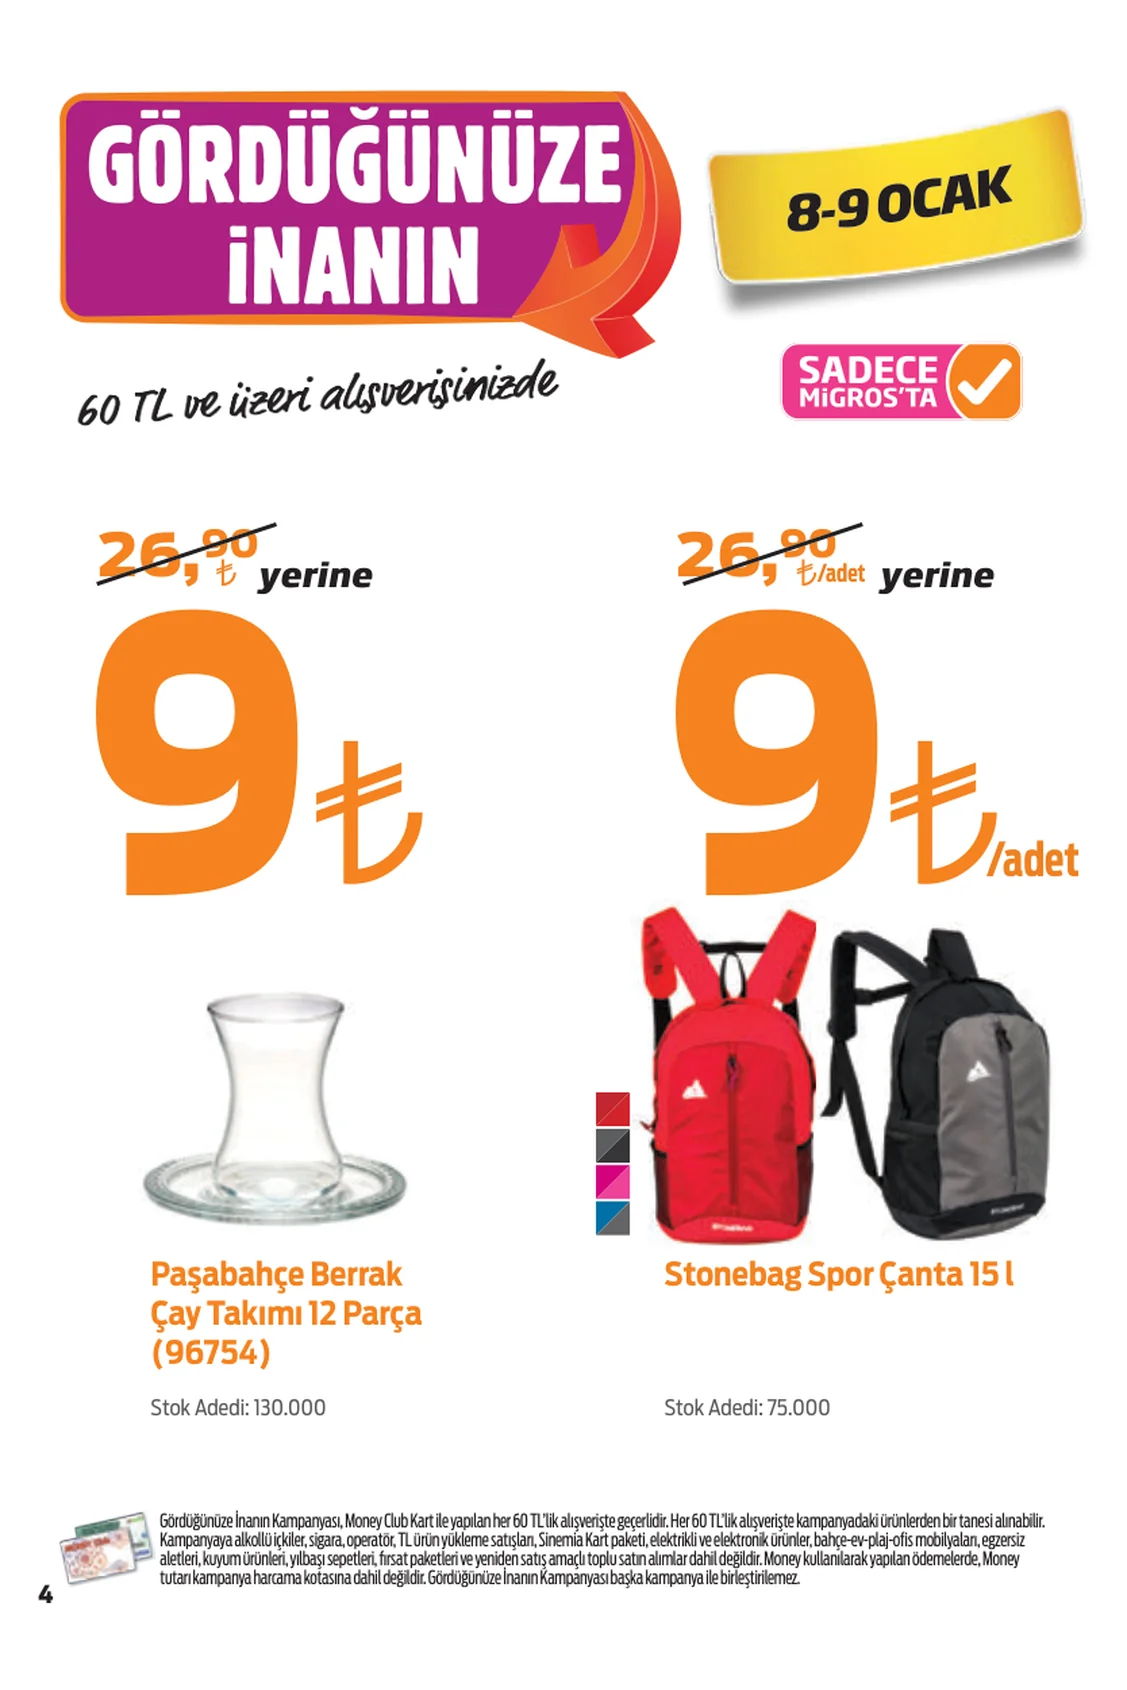 GÖRDÜĞÜNÜZE
İNANIN
8-9 OCAK
60 TL ve üzeri alışverişinizde
SADECE
MİGROS'TA
26,90 ₺ yerine
9 ₺
26,90 ₺/adet yerine
9 ₺/adet
Paşabahçe Berrak
Çay Takımı 12 Parça
(96754)
Stok Adedi: 130.000
Stonebag Spor Çanta 15 l
Stok Adedi: 75.000
Gördüğünüze İnanın Kampanyası, Money Club Kart ile yapılan her 60 TL'lik alışverişte geçerlidir. Her 60 TL'lik alışverişte kampanyadaki ürünlerden bir tanesi alınabilir.
Kampanyaya alkollü içkiler, sigara, operatör, TL ürün yükleme satışları, Sinemia Kart paketi, elektrikli ve elektronik ürünler, bahçe-ev-plaj-ofis mobilyaları, egzersiz
aletleri, kuyum ürünleri, yılbaşı sepetleri, fırsat paketleri ve yeniden satış amaçlı toplu satın alımlar dahil değildir. Money kullanılarak yapılan ödemelerde, Money
tutarı kampanya harcama kotasına dahil değildir. Gördüğünüze İnanın Kampanyası başka kampanya ile birleştirilemez.
4